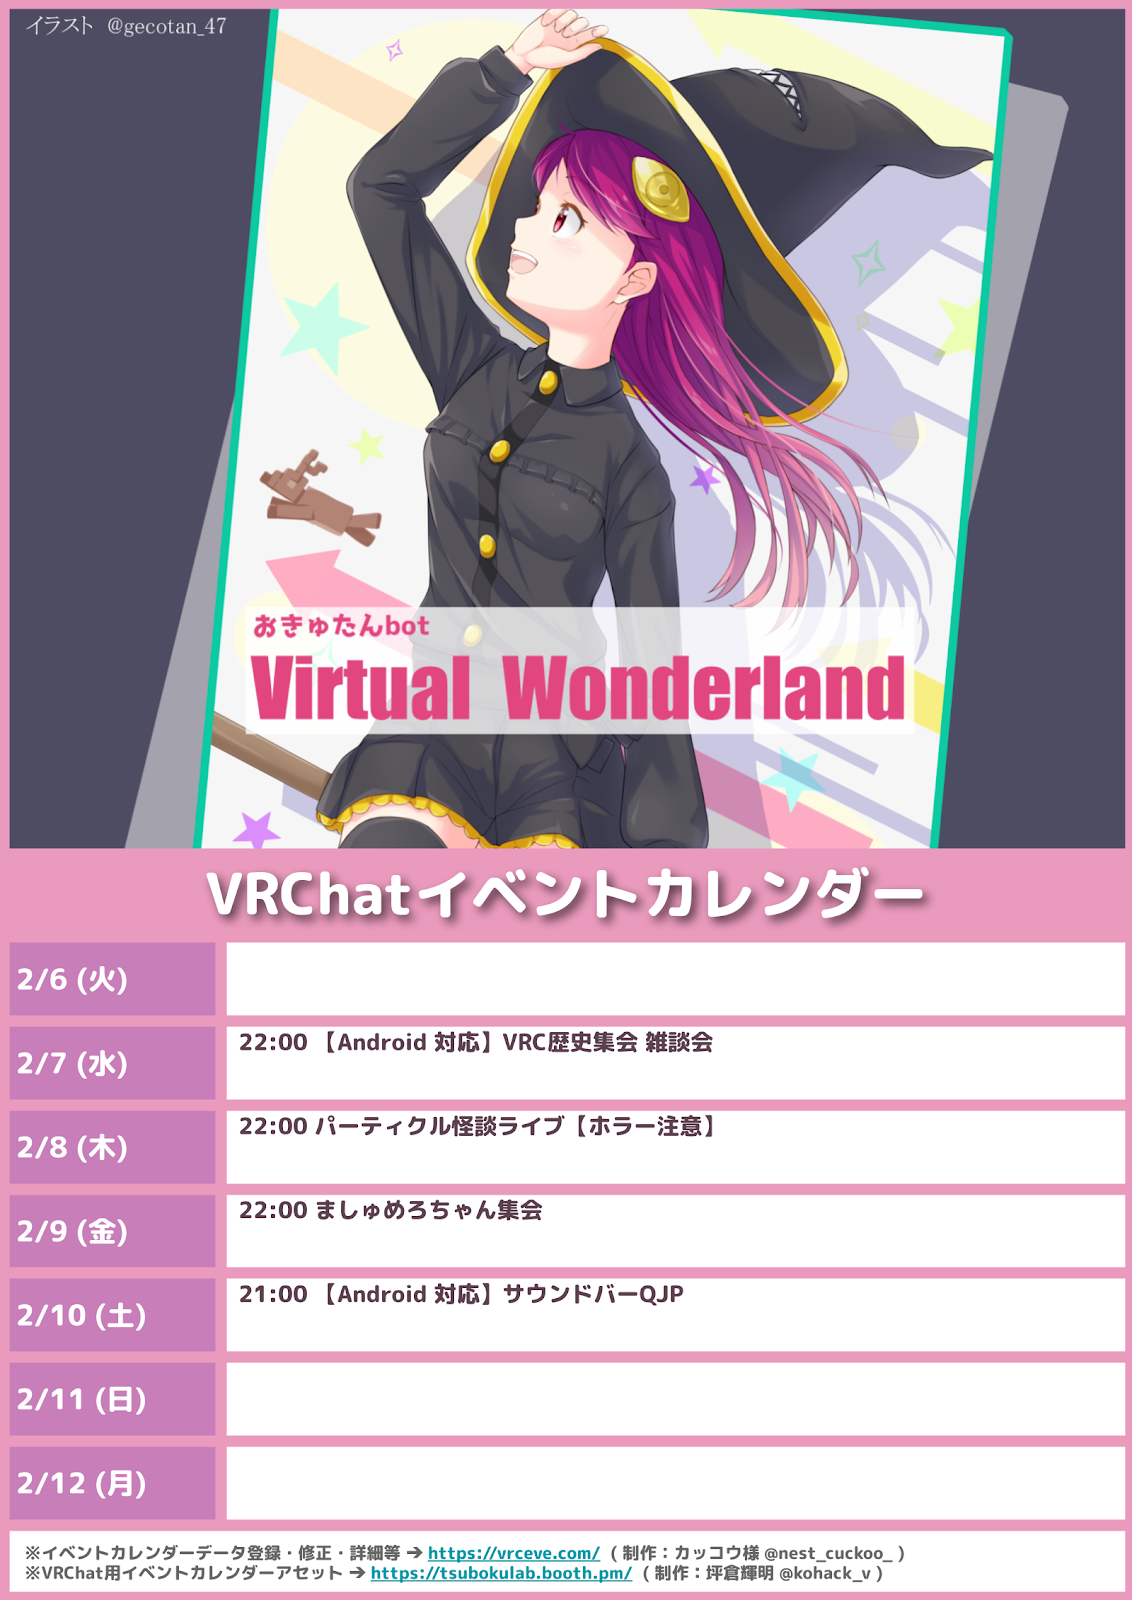 イラスト @gecotan_47
おきゅたんbot
Virtual Wonderland
VRChatイベントカレンダー
2/6 (火)
2/7 (水)
22:00 【Android 対応】VRC歴史集会 雑談会
2/8 (木)
22:00 パーティクル怪談ライブ【ホラー注意】
2/9 (金)
22:00 ましゅめろちゃん集会
2/10 (土)
21:00 【Android 対応】サウンドバーQJP
2/11 (日)
2/12 (月)
※イベントカレンダーデータ登録・修正・詳細等 ➔ https://vrceve.com/ ( 制作：カッコウ様 @nest_cuckoo_ )
※VRChat用イベントカレンダーアセット ➔ https://tsubokulab.booth.pm/ ( 制作：坪倉輝明 @kohack_v )